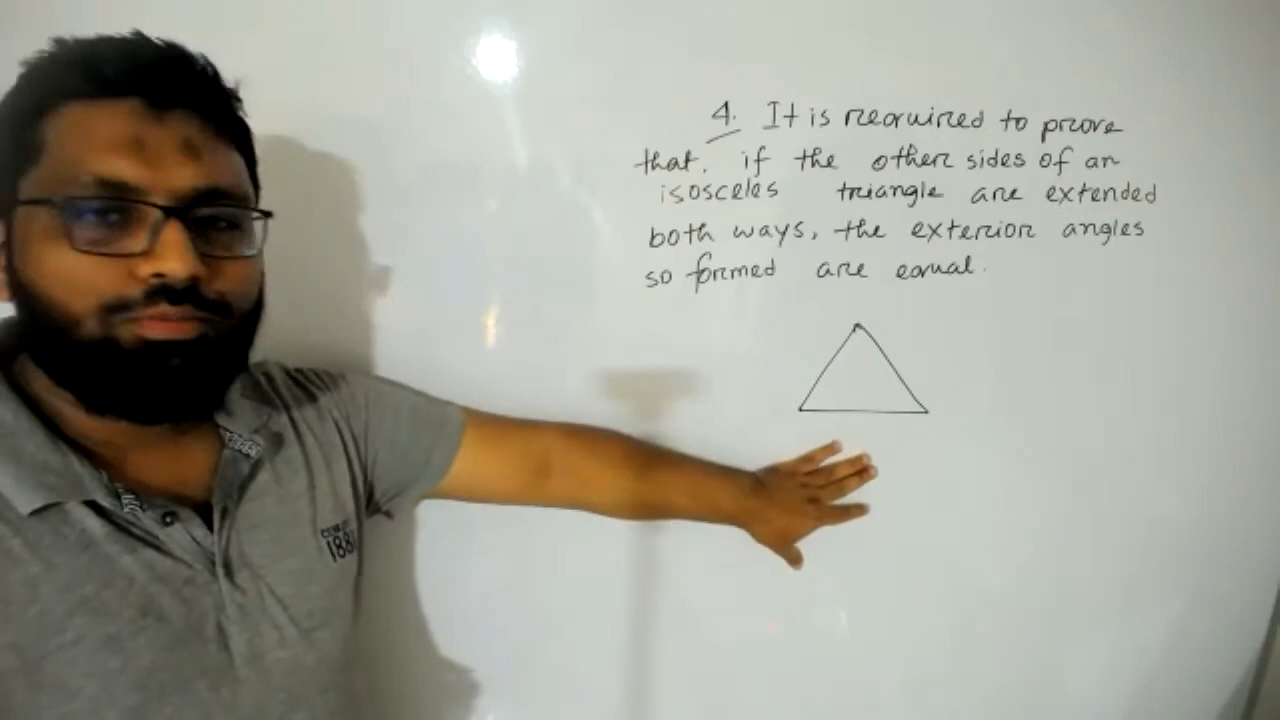 4. It is required to prove
that, if the other sides of an
isosceles triangle are extended
both ways, the exterior angles
so formed are equal.
188